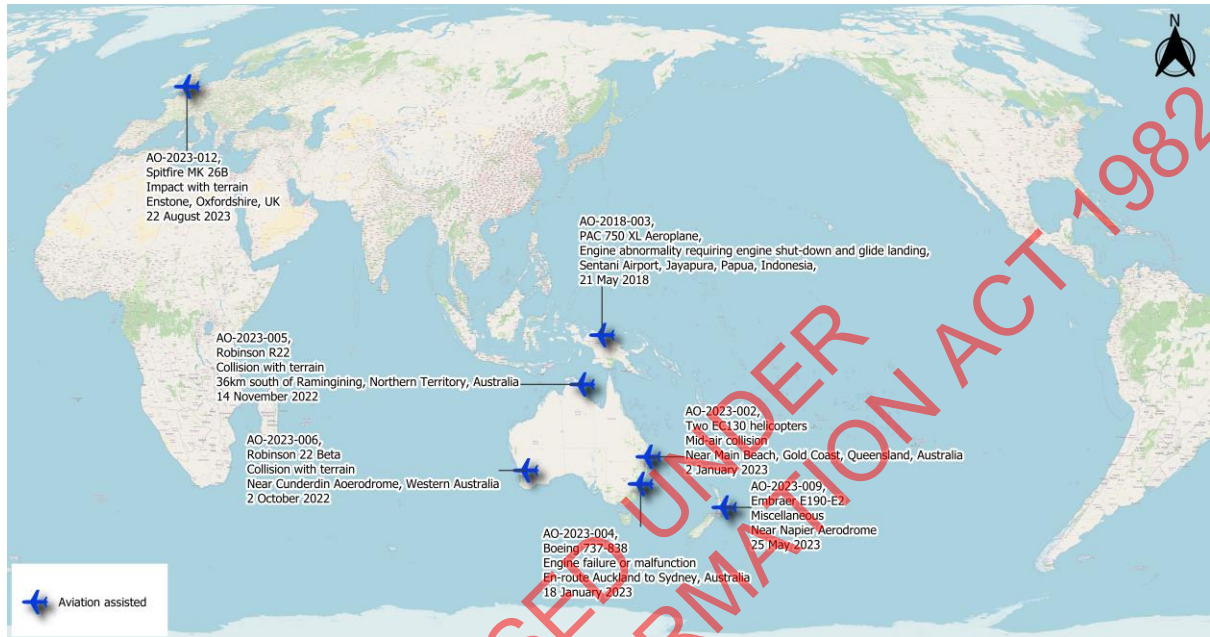 N
AO-2023-012,
Spitfire MK 26B
Impact with terrain
Enstone, Oxfordshire, UK
22 August 2023
AO-2018-003,
PAC 750 XL Aeroplane,
Engine abnormality requiring engine shut-down and glide landing,
Sentani Airport, Jayapura, Papua, Indonesia,
21 May 2018
AO-2023-005,
Robinson R22
Collision with terrain
36km south of Ramingining, Northern Territory, Australia
14 November 2022
AO-2023-002,
Two EC130 helicopters
Mid-air collision
Near Main Beach, Gold Coast, Queensland, Australia
2 January 2023
AO-2023-006,
Robinson 22 Beta
Collision with terrain
Near Cunderdin Aoerodrome, Western Australia
2 October 2022
AO-2023-009,
Embraer E190-E2
Miscellaneous
Near Napier Aerodrome
25 May 2023
AO-2023-004,
Boeing 737-838
Engine failure or malfunction
En-route Auckland to Sydney, Australia
18 January 2023
Aviation assisted
SED UNDER
RMATION ACT 1982